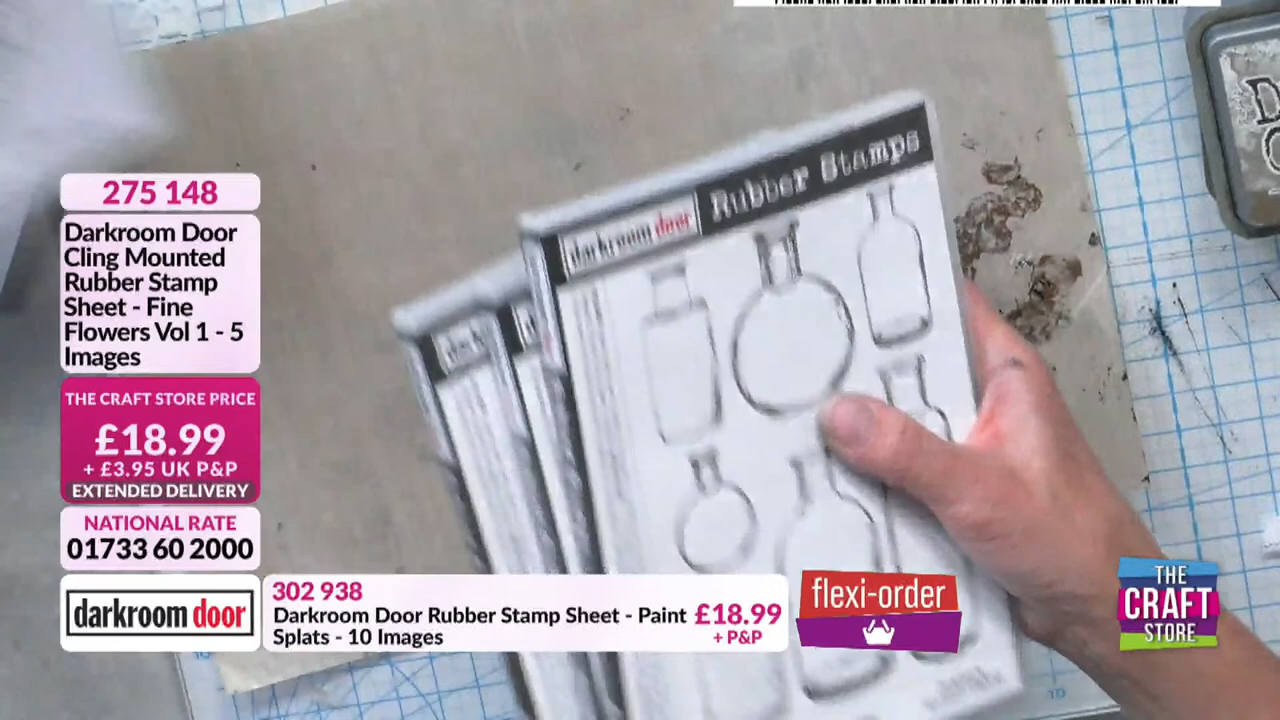 275 148
Darkroom Door
Cling Mounted
Rubber Stamp
Sheet - Fine
Flowers Vol 1 - 5
Images
THE CRAFT STORE PRICE
£18.99
+ £3.95 UK P&P
EXTENDED DELIVERY
NATIONAL RATE
01733 60 2000
darkroom door
302 938
Darkroom Door Rubber Stamp Sheet - Paint
Splats - 10 Images
£18.99
+ P&P
flexi-order
THE
CRAFT
STORE
darkroom door
Rubber Stamps